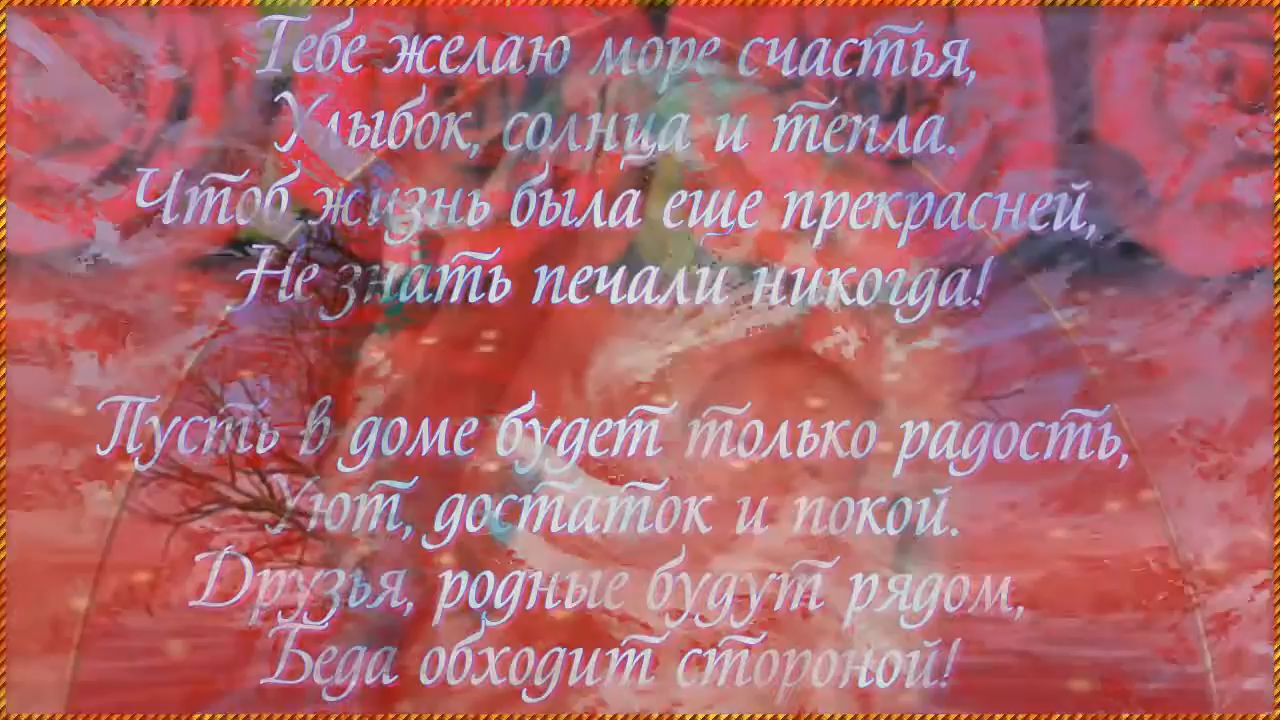 Тебе желаю море счастья,
Улыбок, солнца и тепла.
Чтоб жизнь была еще прекрасней,
Не знать печали никогда!
Пусть в доме будет только радость,
Уют, достаток и покой.
Друзья, родные будут рядом,
Беда обходит стороной!